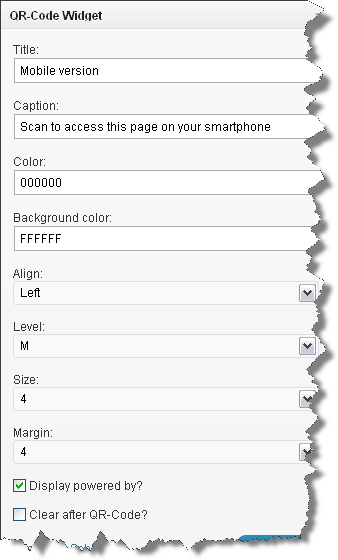 QR-Code Widget
Title:
Mobile version
Caption:
Scan to access this page on your smartphone
Color:
000000
Background color:
FFFFFF
Align:
Left
Level:
M
Size:
4
Margin:
4
Display powered by?
Clear after QR-Code?